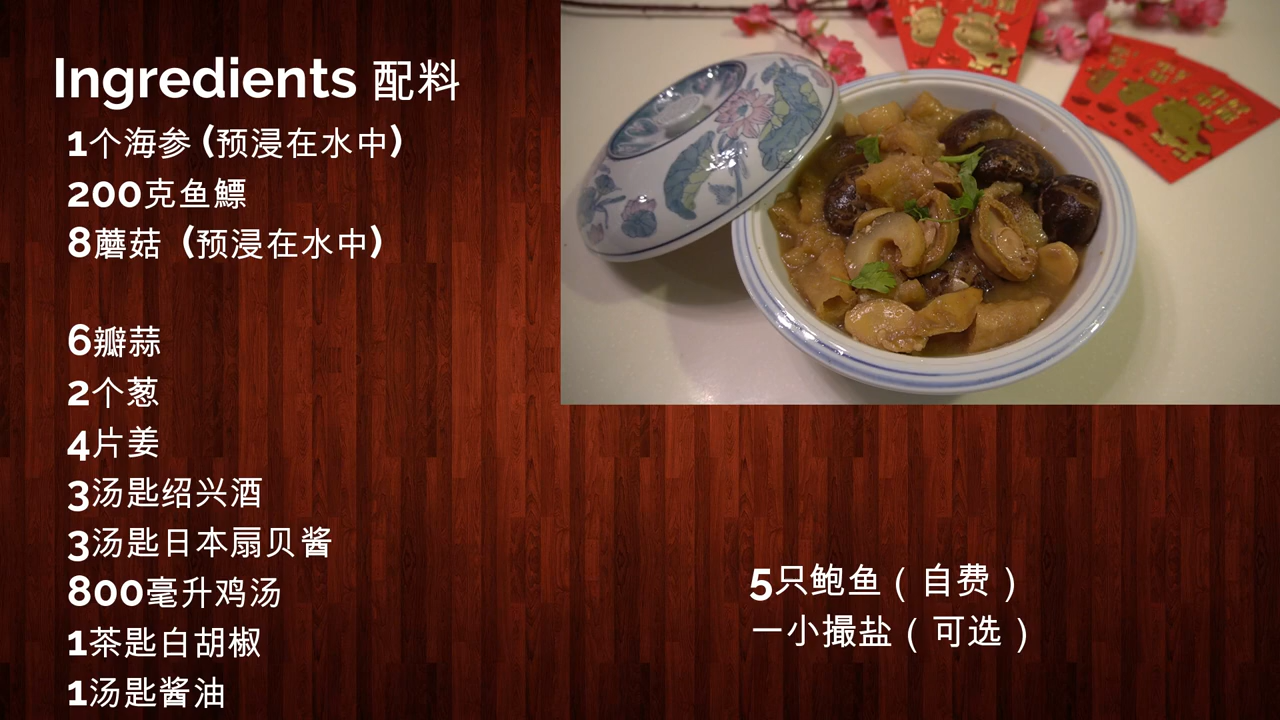 Ingredients 配料
1个海参 (预浸在水中)
200克鱼鳔
8蘑菇 (预浸在水中)
6瓣蒜
2个葱
4片姜
3汤匙绍兴酒
3汤匙日本扇贝酱
800毫升鸡汤
1茶匙白胡椒
1汤匙酱油
5只鲍鱼（自费）
一小撮盐（可选）